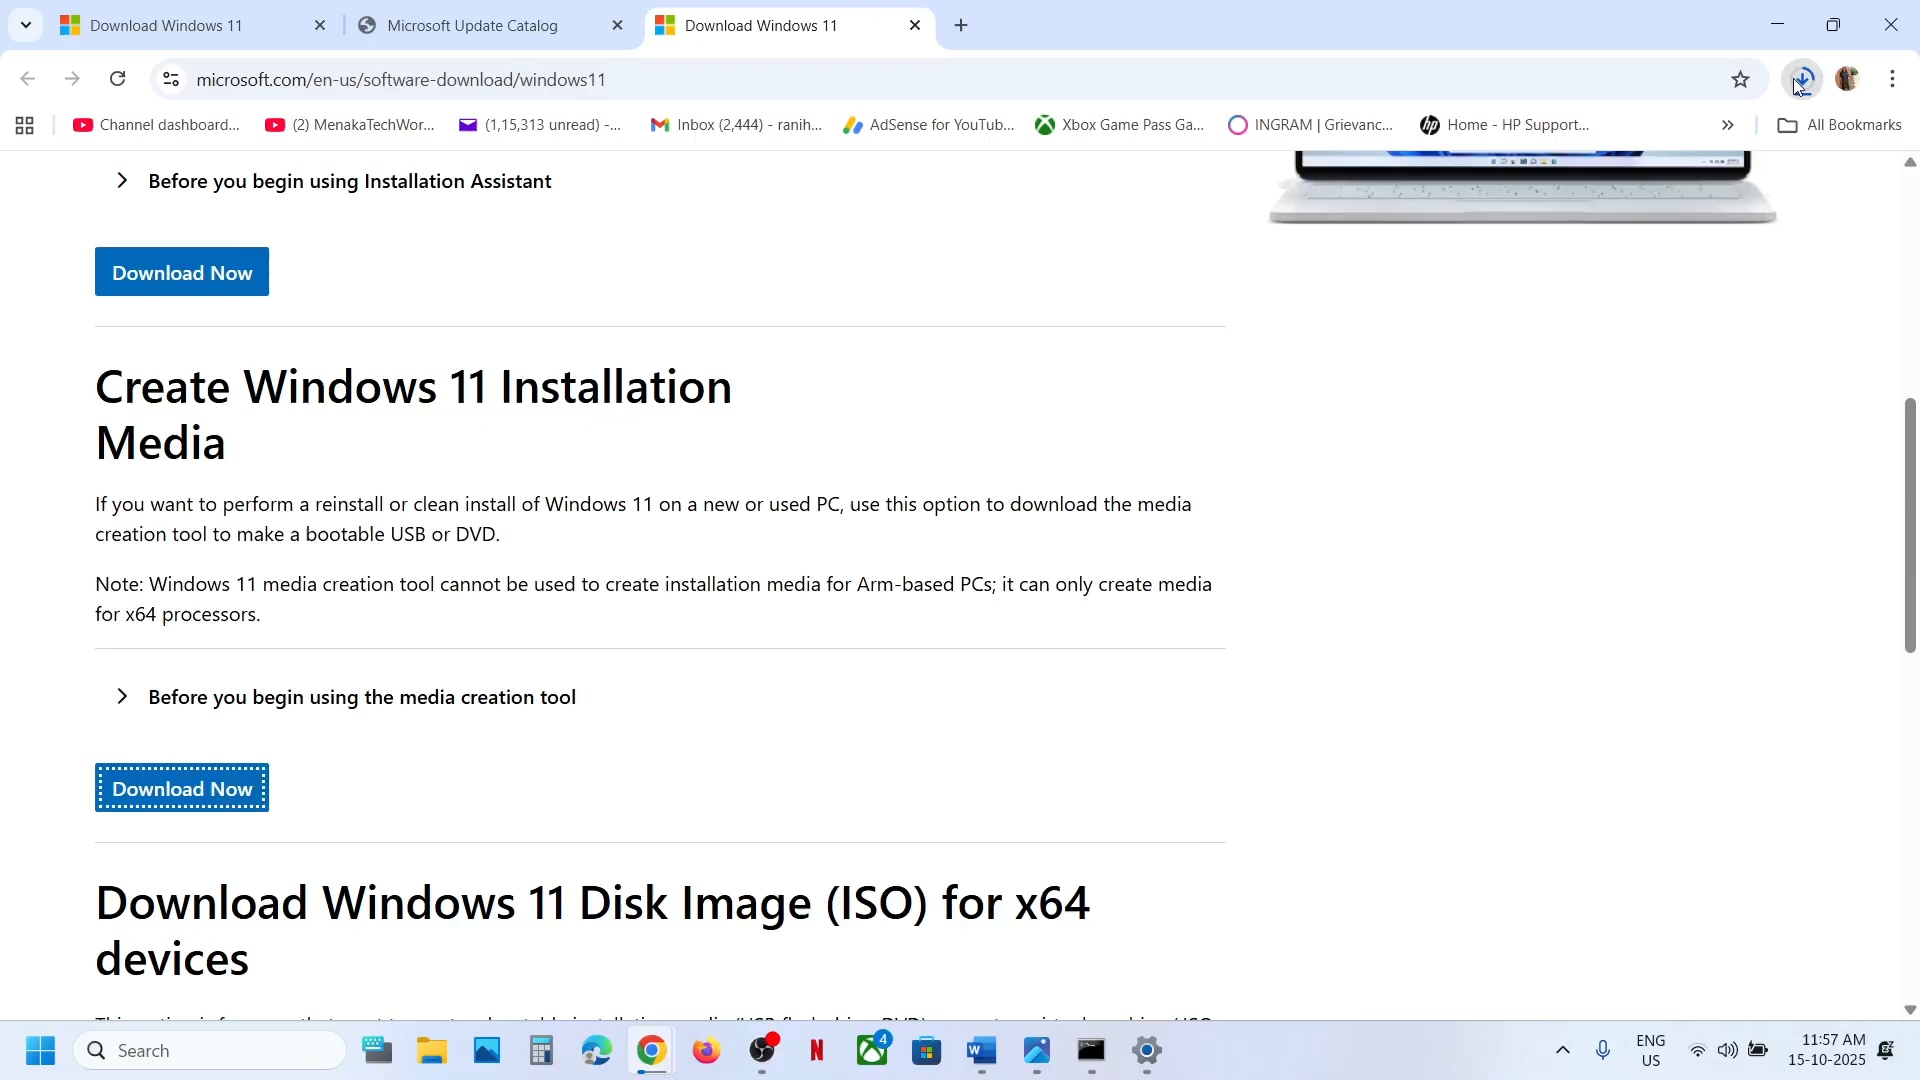 Download Windows 11
Microsoft Update Catalog
Download Windows 11
microsoft.com/en-us/software-download/windows11
Channel dashboard...
(2) MenakaTechWor...
(1,15,313 unread) -...
Inbox (2,444) - ranih...
AdSense for YouTub...
Xbox Game Pass Ga...
INGRAM | Grievanc...
Home - HP Support...
All Bookmarks
Before you begin using Installation Assistant
Download Now
Create Windows 11 Installation
Media
If you want to perform a reinstall or clean install of Windows 11 on a new or used PC, use this option to download the media
creation tool to make a bootable USB or DVD.
Note: Windows 11 media creation tool cannot be used to create installation media for Arm-based PCs; it can only create media
for x64 processors.
Before you begin using the media creation tool
Download Now
Download Windows 11 Disk Image (ISO) for x64
devices
Search
4
ENG
US
11:57 AM
15-10-2025